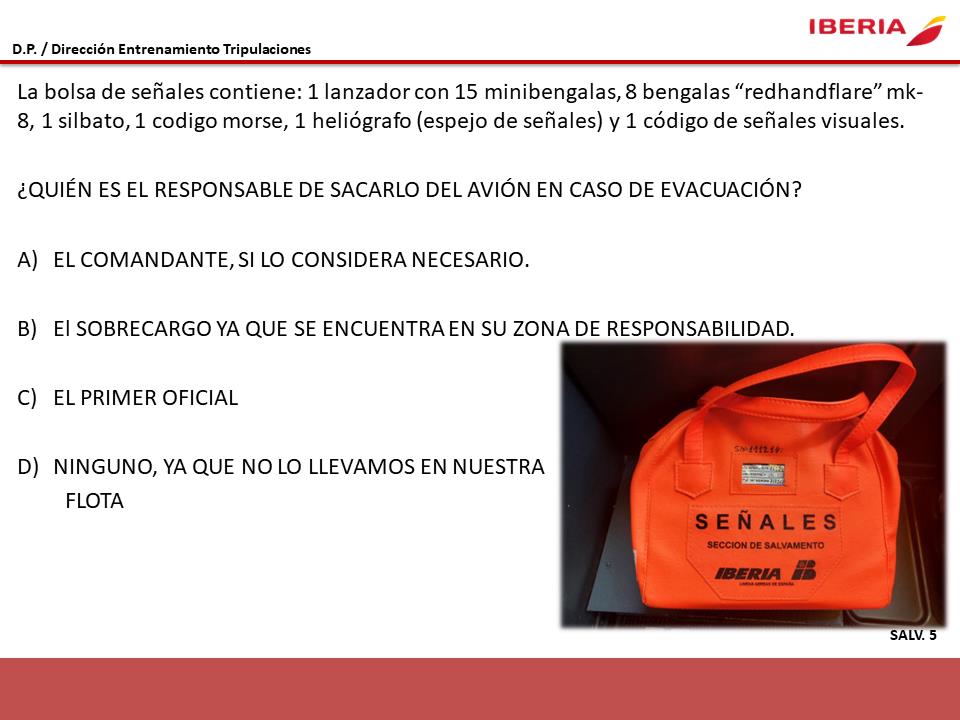 IBERIA
D.P. / Dirección Entrenamiento Tripulaciones
La bolsa de señales contiene: 1 lanzador con 15 minibengalas, 8 bengalas “redhandflare” mk-
8, 1 silbato, 1 codigo morse, 1 heliógrafo (espejo de señales) y 1 código de señales visuales.
¿QUIÉN ES EL RESPONSABLE DE SACARLO DEL AVIÓN EN CASO DE EVACUACIÓN?
A) EL COMANDANTE, SI LO CONSIDERA NECESARIO.
B) El SOBRECARGO YA QUE SE ENCUENTRA EN SU ZONA DE RESPONSABILIDAD.
C) EL PRIMER OFICIAL
D) NINGUNO, YA QUE NO LO LLEVAMOS EN NUESTRA
FLOTA
SEÑALES
SECCION DE SALVAMENTO
IBERIA IB
LINEAS AEREAS DE ESPAÑA
SALV. 5